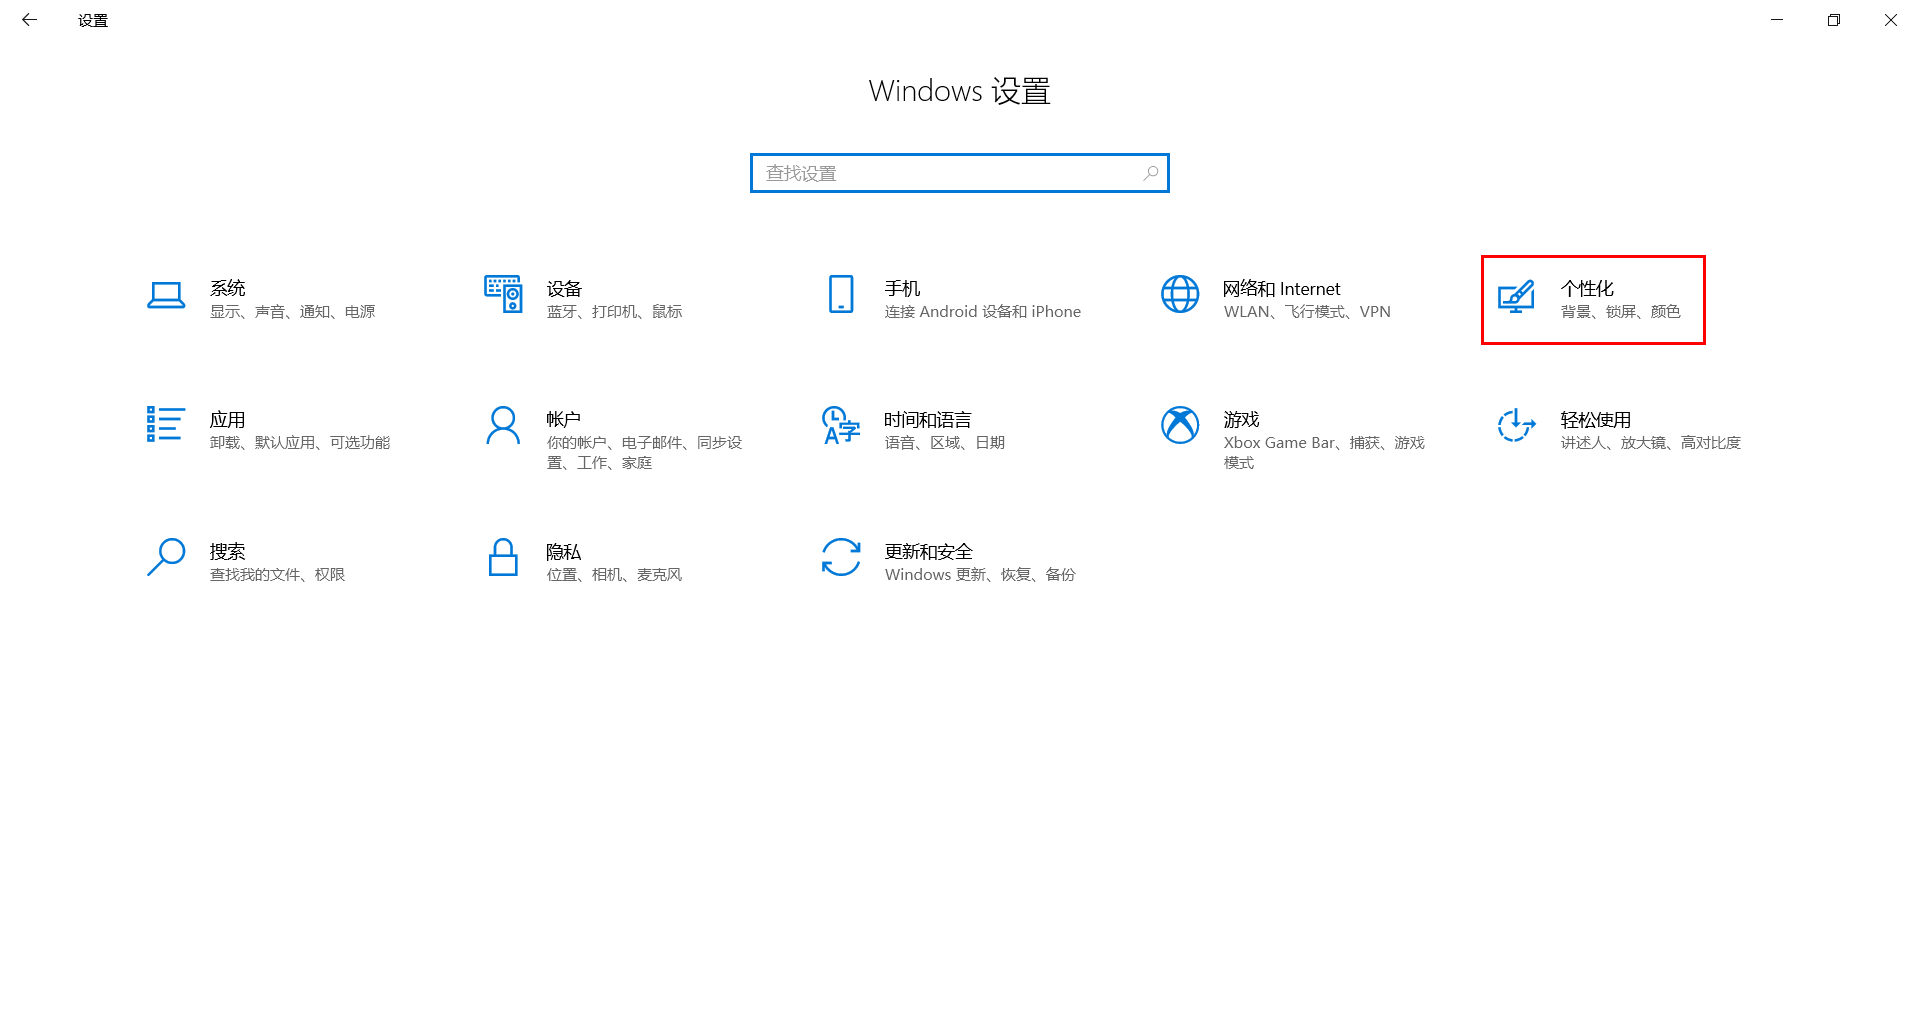 设置
Windows 设置
查找设置
系统
显示、声音、通知、电源
设备
蓝牙、打印机、鼠标
手机
连接 Android 设备和 iPhone
网络和 Internet
WLAN、飞行模式、VPN
个性化
背景、锁屏、颜色
应用
卸载、默认应用、可选功能
帐户
你的帐户、电子邮件、同步设
置、工作、家庭
时间和语言
语音、区域、日期
游戏
Xbox Game Bar、捕获、游戏
模式
轻松使用
讲述人、放大镜、高对比度
搜索
查找我的文件、权限
隐私
位置、相机、麦克风
更新和安全
Windows 更新、恢复、备份